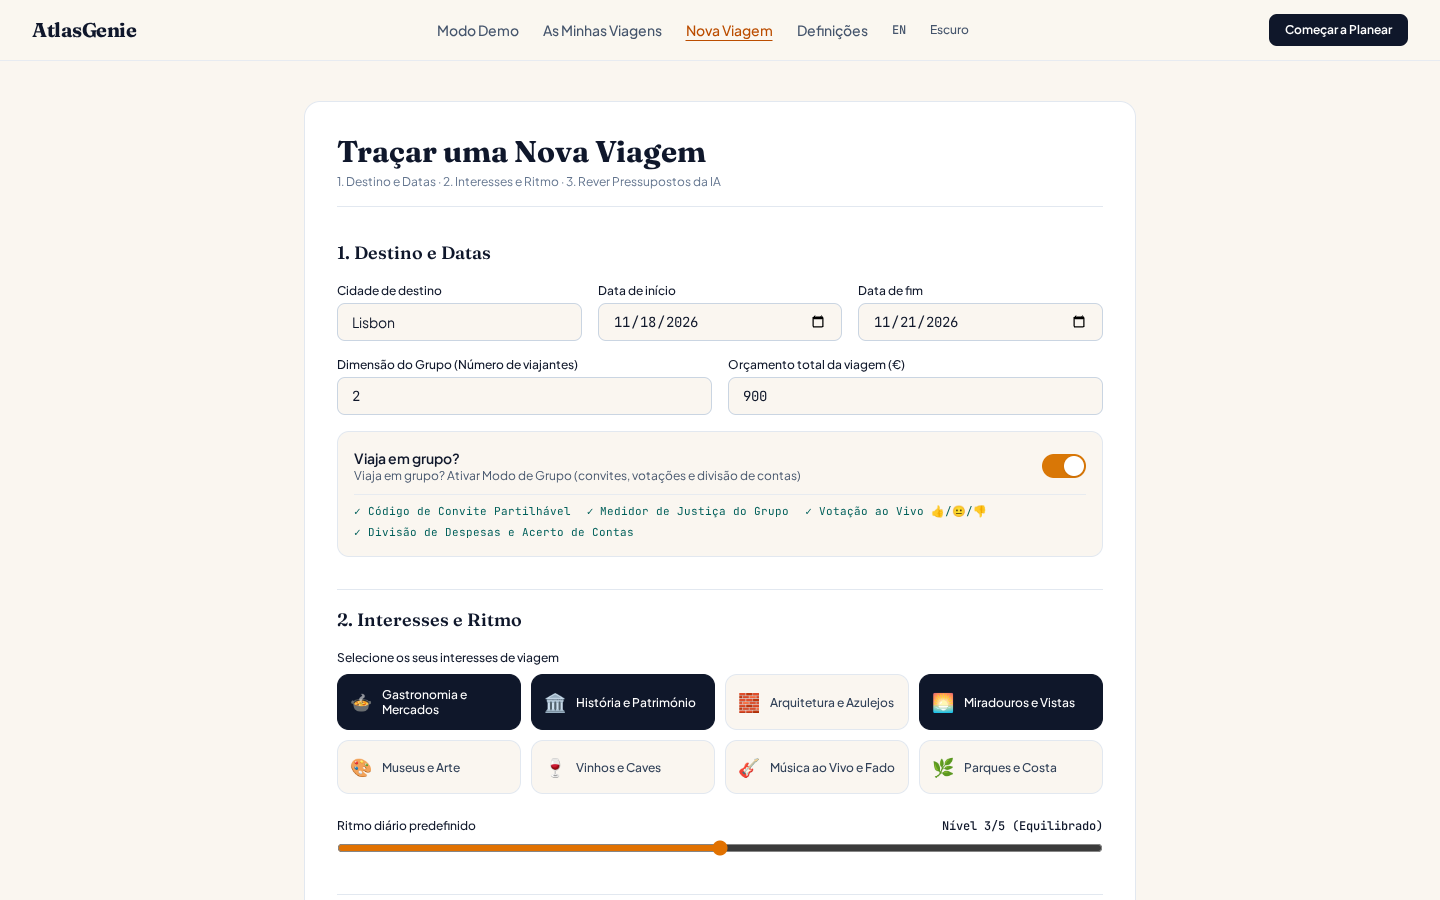 AtlasGenie
Modo Demo
As Minhas Viagens
Nova Viagem
Definições
EN
Escuro
Começar a Planear
Traçar uma Nova Viagem
1. Destino e Datas · 2. Interesses e Ritmo · 3. Rever Pressupostos da IA
1. Destino e Datas
Cidade de destino
Data de início
Data de fim
Lisbon
11/18/2026
11/21/2026
Dimensão do Grupo (Número de viajantes)
Orçamento total da viagem (€)
2
900
Viaja em grupo?
Viaja em grupo? Ativar Modo de Grupo (convites, votações e divisão de contas)
✓ Código de Convite Partilhável ✓ Medidor de Justiça do Grupo ✓ Votação ao Vivo 👍/😐/👎
✓ Divisão de Despesas e Acerto de Contas
2. Interesses e Ritmo
Selecione os seus interesses de viagem
Gastronomia e
Mercados
História e Património
Arquitetura e Azulejos
Miradouros e Vistas
Museus e Arte
Vinhos e Caves
Música ao Vivo e Fado
Parques e Costa
Ritmo diário predefinido
Nível 3/5 (Equilibrado)